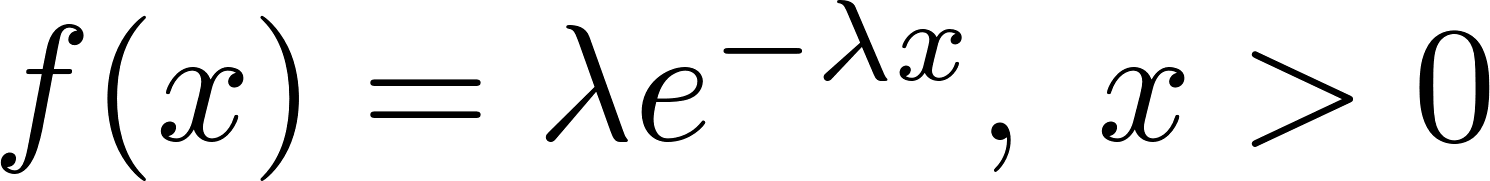 f(x) = λe^{−λx}, x > 0